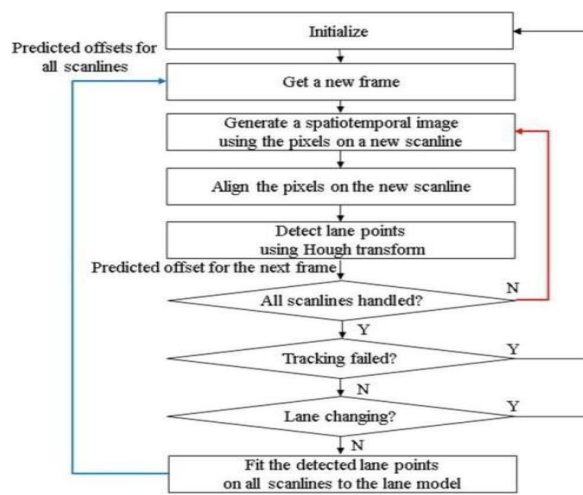 Initialize
Predicted offsets for
all scanlines
Get a new frame
Generate a spatiotemporal image
using the pixels on a new scanline
Align the pixels on the new scanline
Detect lane points
using Hough transform
Predicted offset for the next frame
All scanlines handled?
N
Y
Tracking failed?
Y
N
Lane changing?
Y
N
Fit the detected lane points
on all scanlines to the lane model